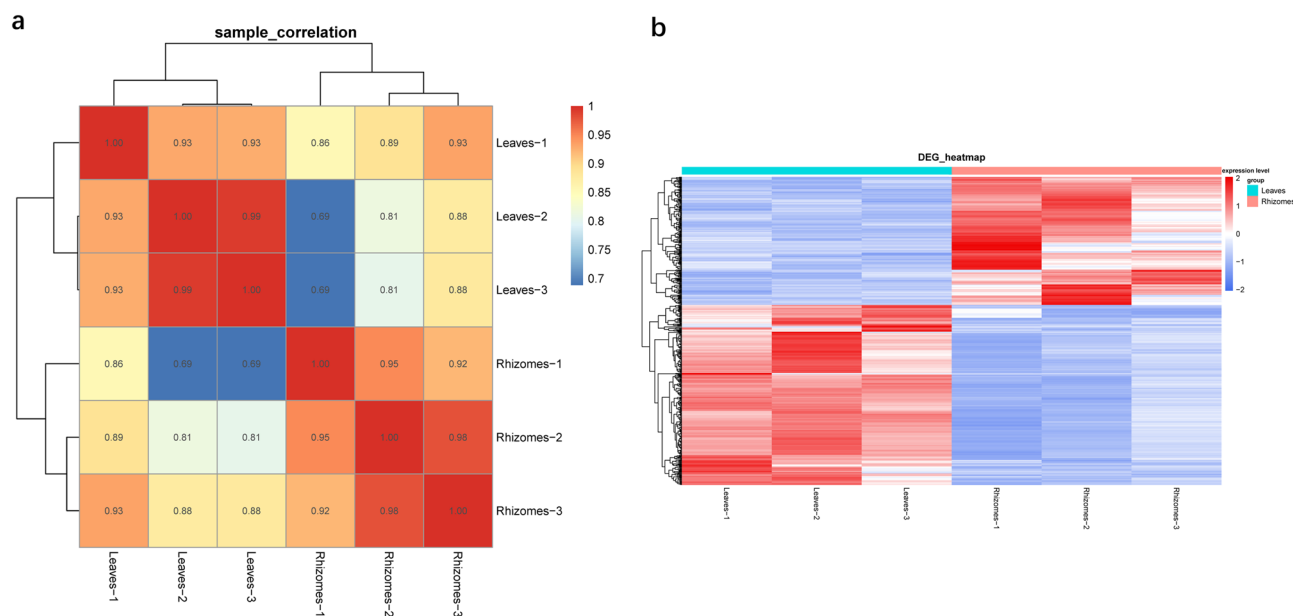 a
sample_correlation
1.00 0.93 0.93 0.86 0.89 0.93 Leaves-1
0.93 1.00 0.99 0.69 0.81 0.88 Leaves-2
0.93 0.99 1.00 0.69 0.81 0.88 Leaves-3
0.86 0.69 0.69 1.00 0.95 0.92 Rhizomes-1
0.89 0.81 0.81 0.95 1.00 0.98 Rhizomes-2
0.93 0.88 0.88 0.92 0.98 1.00 Rhizomes-3
Leaves-1 Leaves-2 Leaves-3 Rhizomes-1 Rhizomes-2 Rhizomes-3
1
0.95
0.9
0.85
0.8
0.75
0.7
b
DEG_heatmap
expression level
2
1
0
-1
-2
group
Leaves
Rhizomes
Leaves-1 Leaves-2 Leaves-3 Rhizomes-1 Rhizomes-2 Rhizomes-3